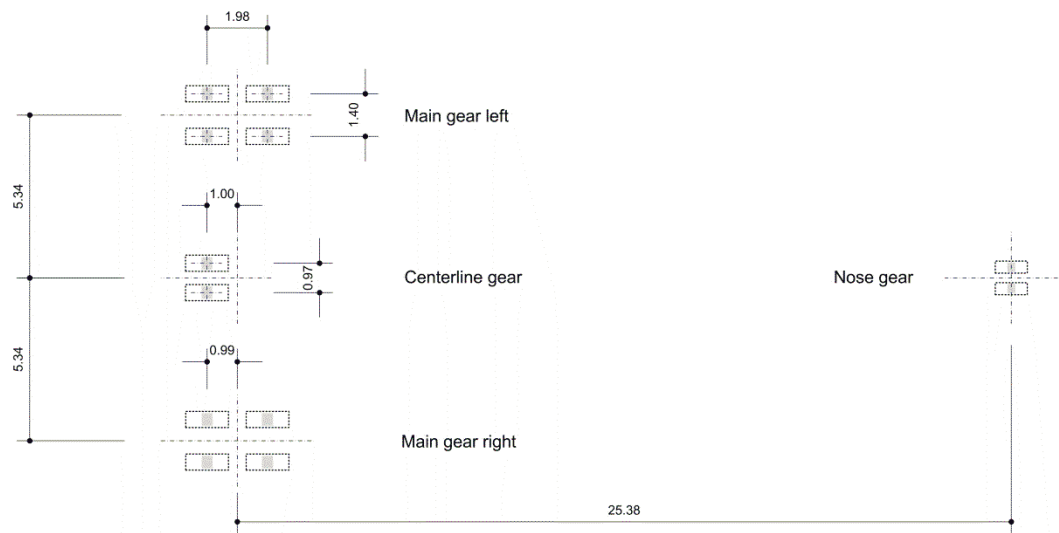 1.98
Main gear left
1.40
5.34
1.00
Centerline gear
0.97
Nose gear
5.34
0.99
Main gear right
25.38